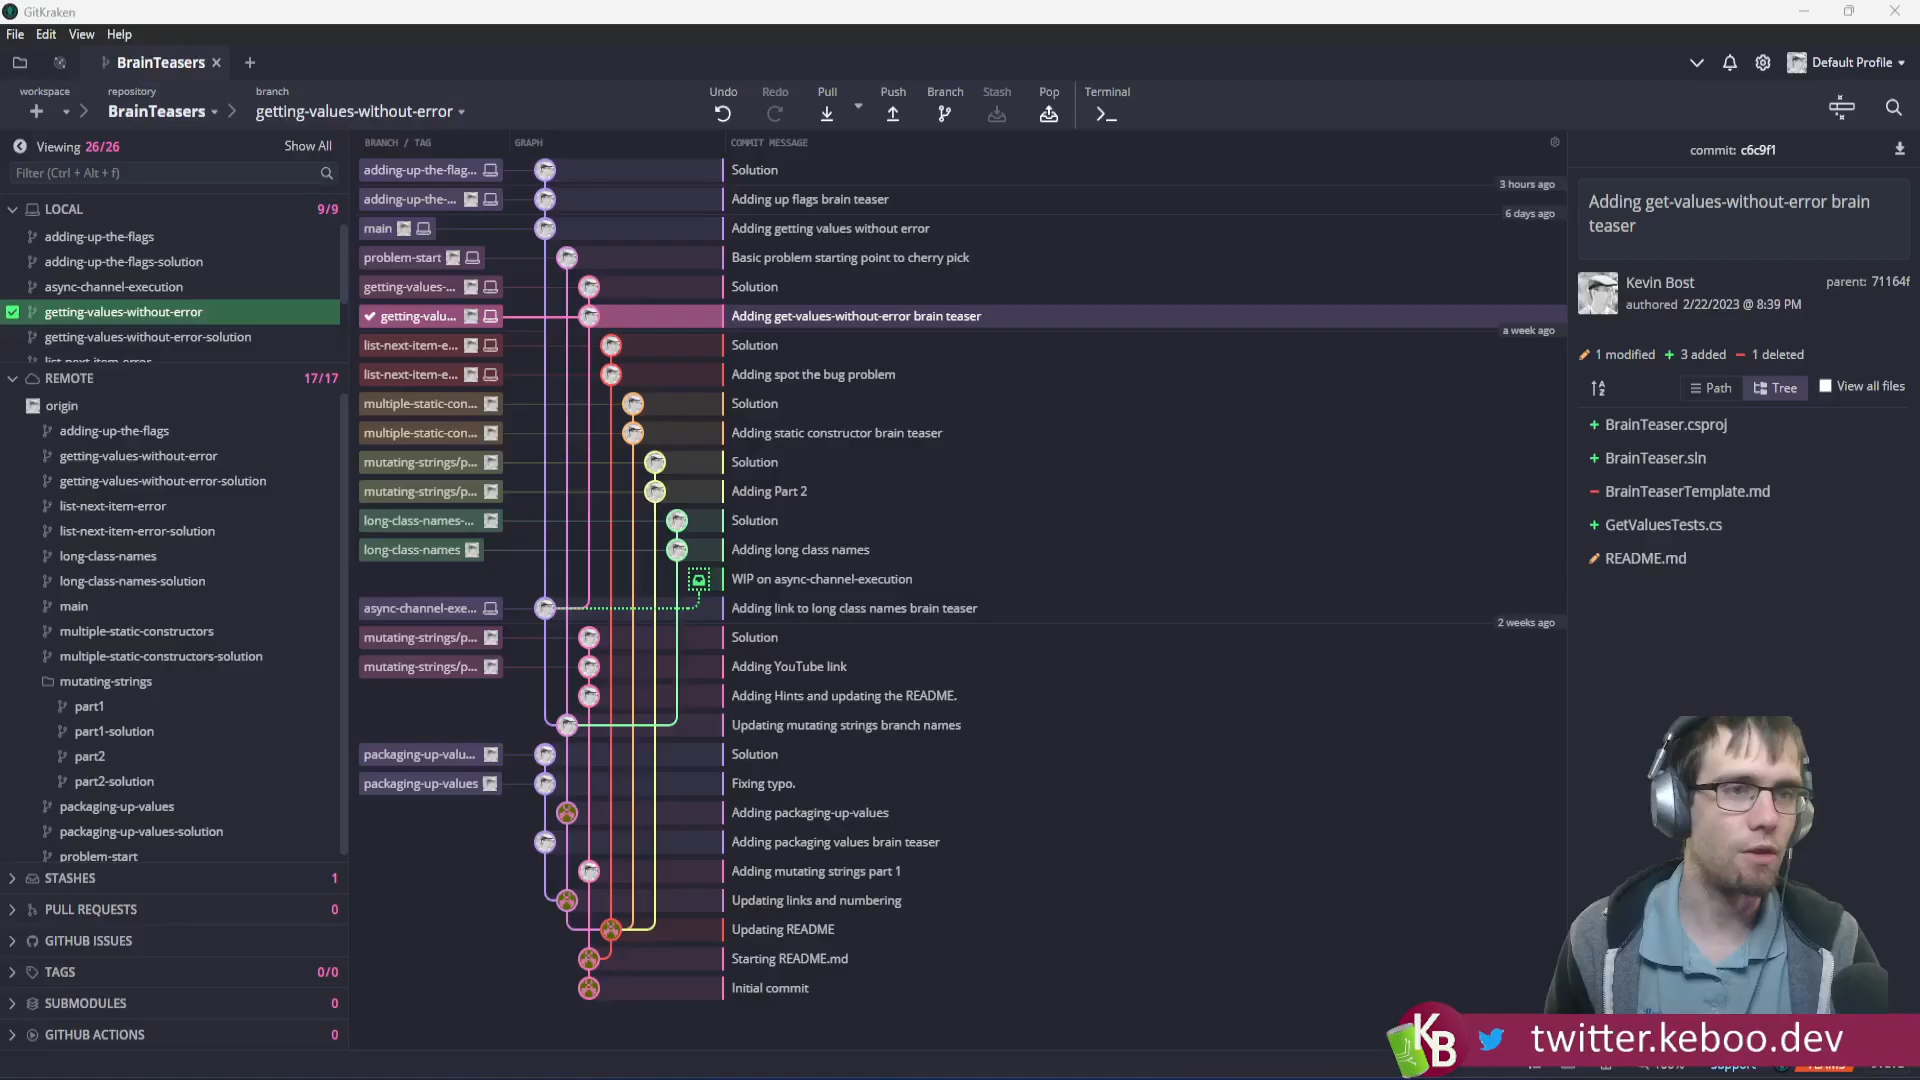 GitKraken
File Edit View Help
BrainTeasers
Default Profile
workspace
repository
branch
BrainTeasers
getting-values-without-error
Undo
Redo
Pull
Push
Branch
Stash
Pop
Terminal
Viewing 26/26
Show All
Filter (Ctrl + Alt + f)
LOCAL 9/9
adding-up-the-flags
adding-up-the-flags-solution
async-channel-execution
getting-values-without-error
getting-values-without-error-solution
list-next-item-error
REMOTE 17/17
origin
adding-up-the-flags
getting-values-without-error
getting-values-without-error-solution
list-next-item-error
list-next-item-error-solution
long-class-names
long-class-names-solution
main
multiple-static-constructors
multiple-static-constructors-solution
mutating-strings
part1
part1-solution
part2
part2-solution
packaging-up-values
packaging-up-values-solution
problem-start
STASHES 1
PULL REQUESTS 0
GITHUB ISSUES
TAGS 0/0
SUBMODULES 0
GITHUB ACTIONS 0
BRANCH / TAG GRAPH COMMIT MESSAGE
adding-up-the-flag... Solution
3 hours ago
adding-up-the-... Adding up flags brain teaser
6 days ago
main Adding getting values without error
problem-start Basic problem starting point to cherry pick
getting-values-... Solution
getting-valu... Adding get-values-without-error brain teaser
a week ago
list-next-item-e... Solution
list-next-item-e... Adding spot the bug problem
multiple-static-con... Solution
multiple-static-con... Adding static constructor brain teaser
mutating-strings/p... Solution
mutating-strings/p... Adding Part 2
long-class-names-... Solution
long-class-names Adding long class names
WIP on async-channel-execution
async-channel-exe... Adding link to long class names brain teaser
2 weeks ago
mutating-strings/p... Solution
mutating-strings/p... Adding YouTube link
Adding Hints and updating the README.
Updating mutating strings branch names
packaging-up-valu... Solution
packaging-up-values Fixing typo.
Adding packaging-up-values
Adding packaging values brain teaser
Adding mutating strings part 1
Updating links and numbering
Updating README
Starting README.md
Initial commit
commit: c6c9f1
Adding get-values-without-error brain
teaser
Kevin Bost
parent: 71164f
authored 2/22/2023 @ 8:39 PM
1 modified + 3 added − 1 deleted
Path Tree View all files
+ BrainTeaser.csproj
+ BrainTeaser.sln
− BrainTeaserTemplate.md
+ GetValuesTests.cs
README.md
KB
twitter.keboo.dev